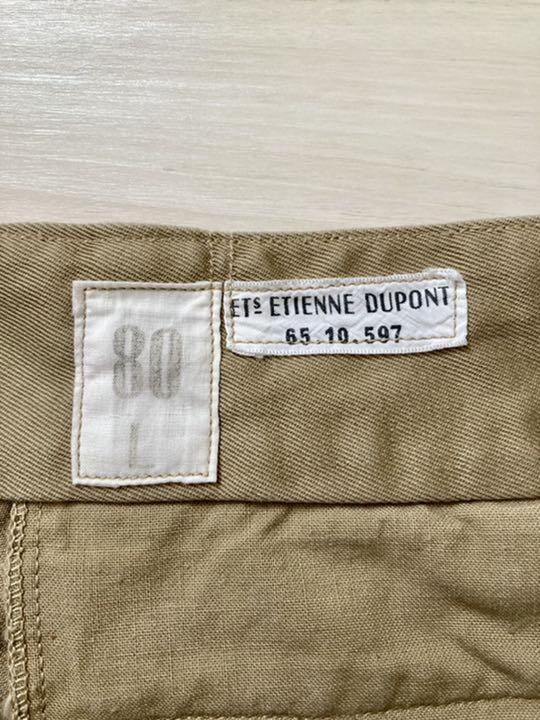 80
L
ETS ETIENNE DUPONT
65.10.597